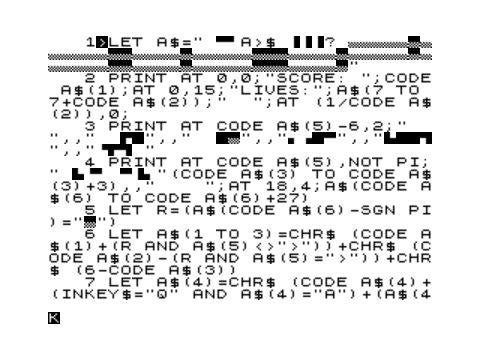 1 LET A$=" A>$ ?
"
2 PRINT AT 0,0;"SCORE: ";CODE
A$(1);AT 0,15;"LIVES:";A$(7 TO
7+CODE A$(2));" ";AT (1/CODE A$
(2)),0;
3 PRINT AT CODE A$(5)-6,2;"
",,"
",,"
4 PRINT AT CODE A$(5),NOT PI;
" "(CODE A$(3) TO CODE A$
(3)+3),,"      ";AT 18,4;A$(CODE A
$(6) TO CODE A$(6)+27)
5 LET R=(A$(CODE A$(6)-SGN PI
)=" ")
6 LET A$(1 TO 3)=CHR$ (CODE A
$(1)+(R AND A$(5)<>">"))+CHR$ (C
ODE A$(2)-(R AND A$(5)=">"))+CHR
$ (6-CODE A$(3))
7 LET A$(4)=CHR$ (CODE A$(4)+
(INKEY$="Q" AND A$(4)="A")+(A$(4
K